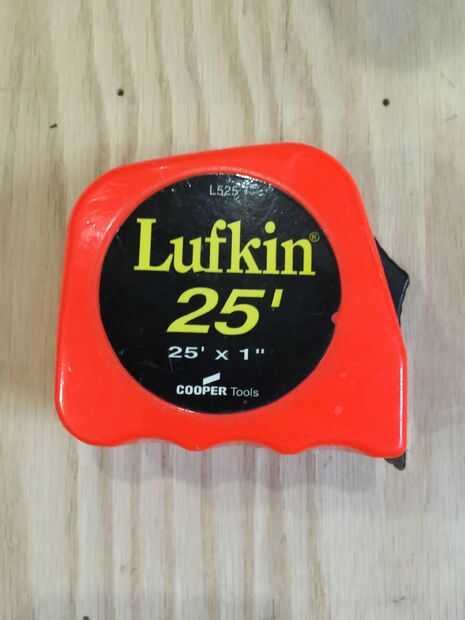 L525
Lufkin®
25'
25' x 1"
COOPER Tools